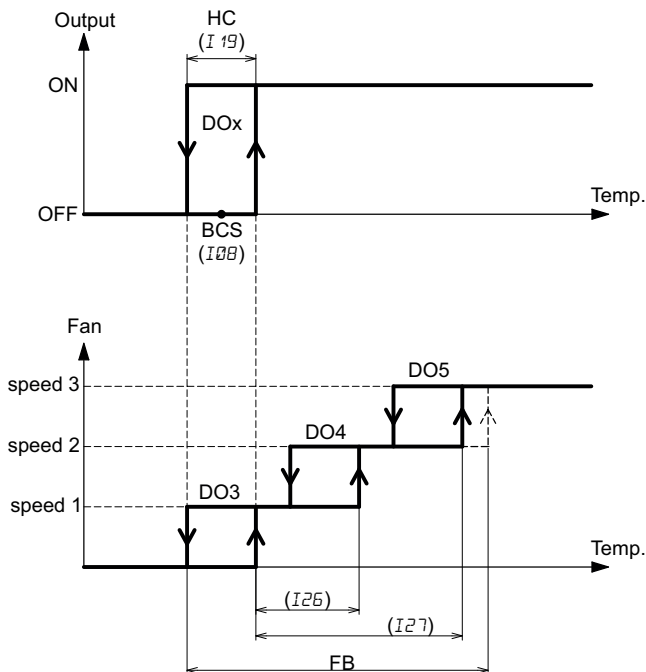 Output
HC
(I19)
ON
DOx
Temp.
OFF
BCS
(I08)
Fan
speed 3
DO5
speed 2
DO4
speed 1
DO3
Temp.
(I26)
(I27)
FB